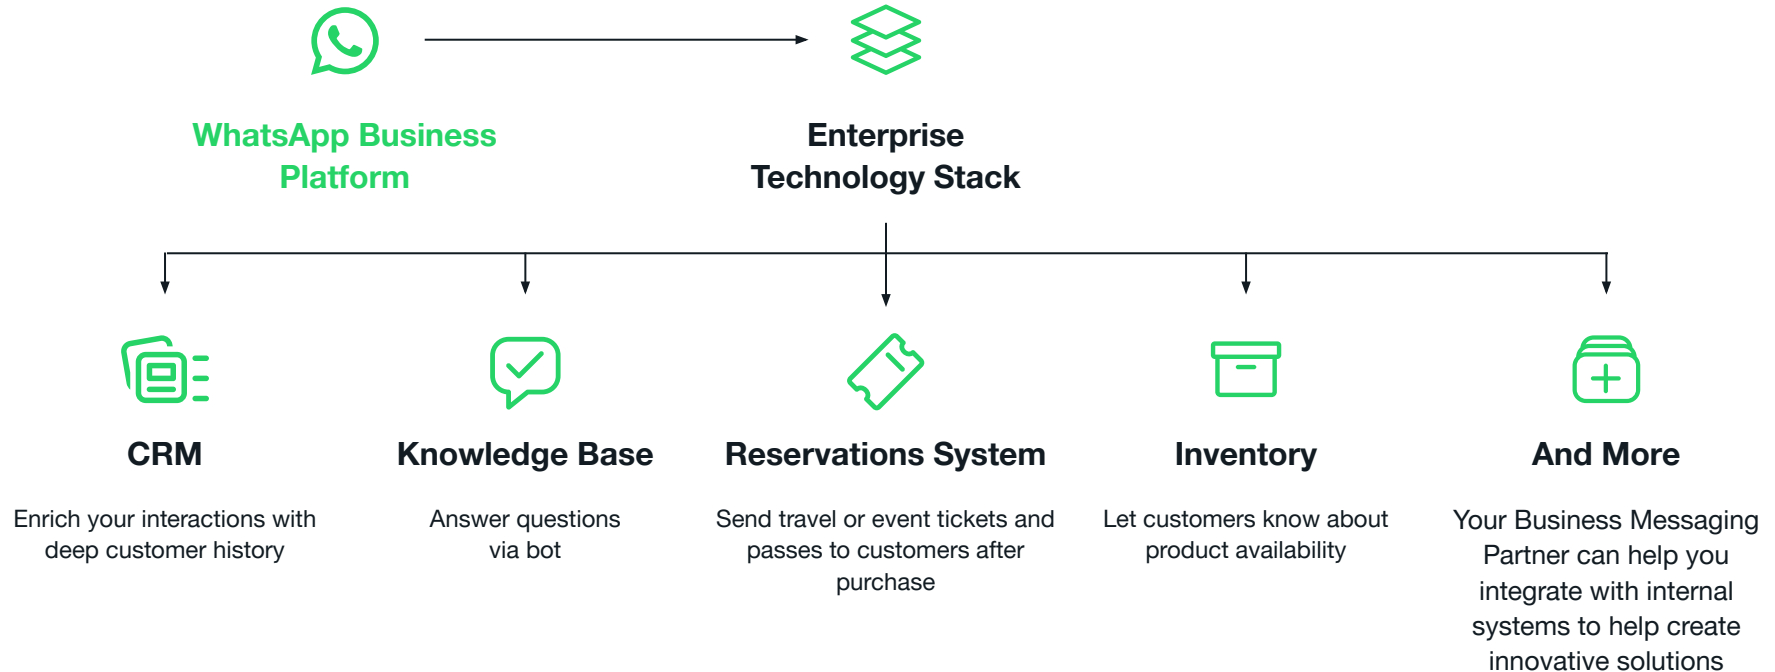 WhatsApp Business
Platform
Enterprise
Technology Stack
CRM
Enrich your interactions with
deep customer history
Knowledge Base
Answer questions
via bot
Reservations System
Send travel or event tickets and
passes to customers after
purchase
Inventory
Let customers know about
product availability
And More
Your Business Messaging
Partner can help you
integrate with internal
systems to help create
innovative solutions